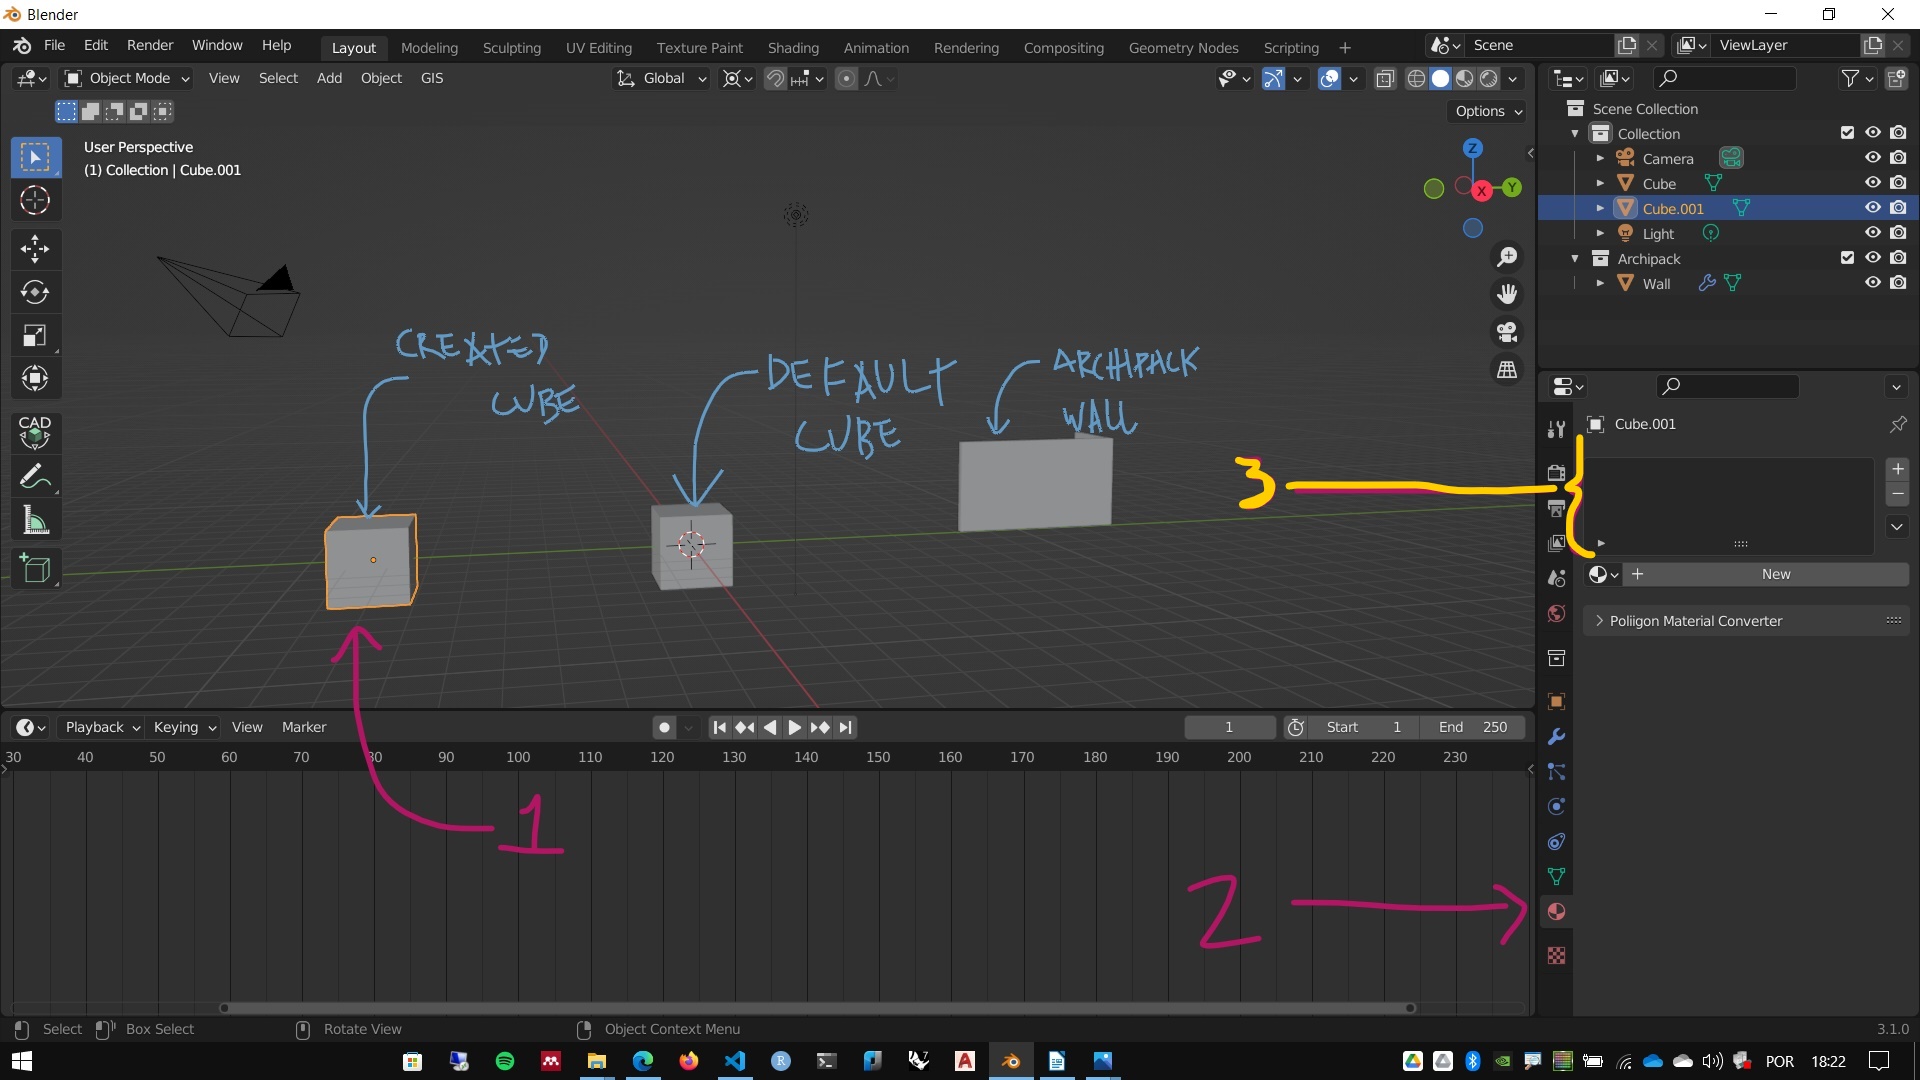 Blender
File Edit Render Window Help
Layout Modeling Sculpting UV Editing Texture Paint Shading Animation Rendering Compositing Geometry Nodes Scripting +
Scene
ViewLayer
Object Mode View Select Add Object GIS
Global
Options
User Perspective
(1) Collection | Cube.001
Z
X
Y
CAD
CREATED
CUBE
DEFAULT
CUBE
ARCHIPACK
WALL
3
1
2
Scene Collection
Collection
Camera
Cube
Cube.001
Light
Archipack
Wall
Cube.001
+ New
Poliigon Material Converter
Playback Keying View Marker
1
Start 1
End 250
30 40 50 60 70 80 90 100 110 120 130 140 150 160 170 180 190 200 210 220 230
Select Box Select Rotate View Object Context Menu
3.1.0
POR 18:22